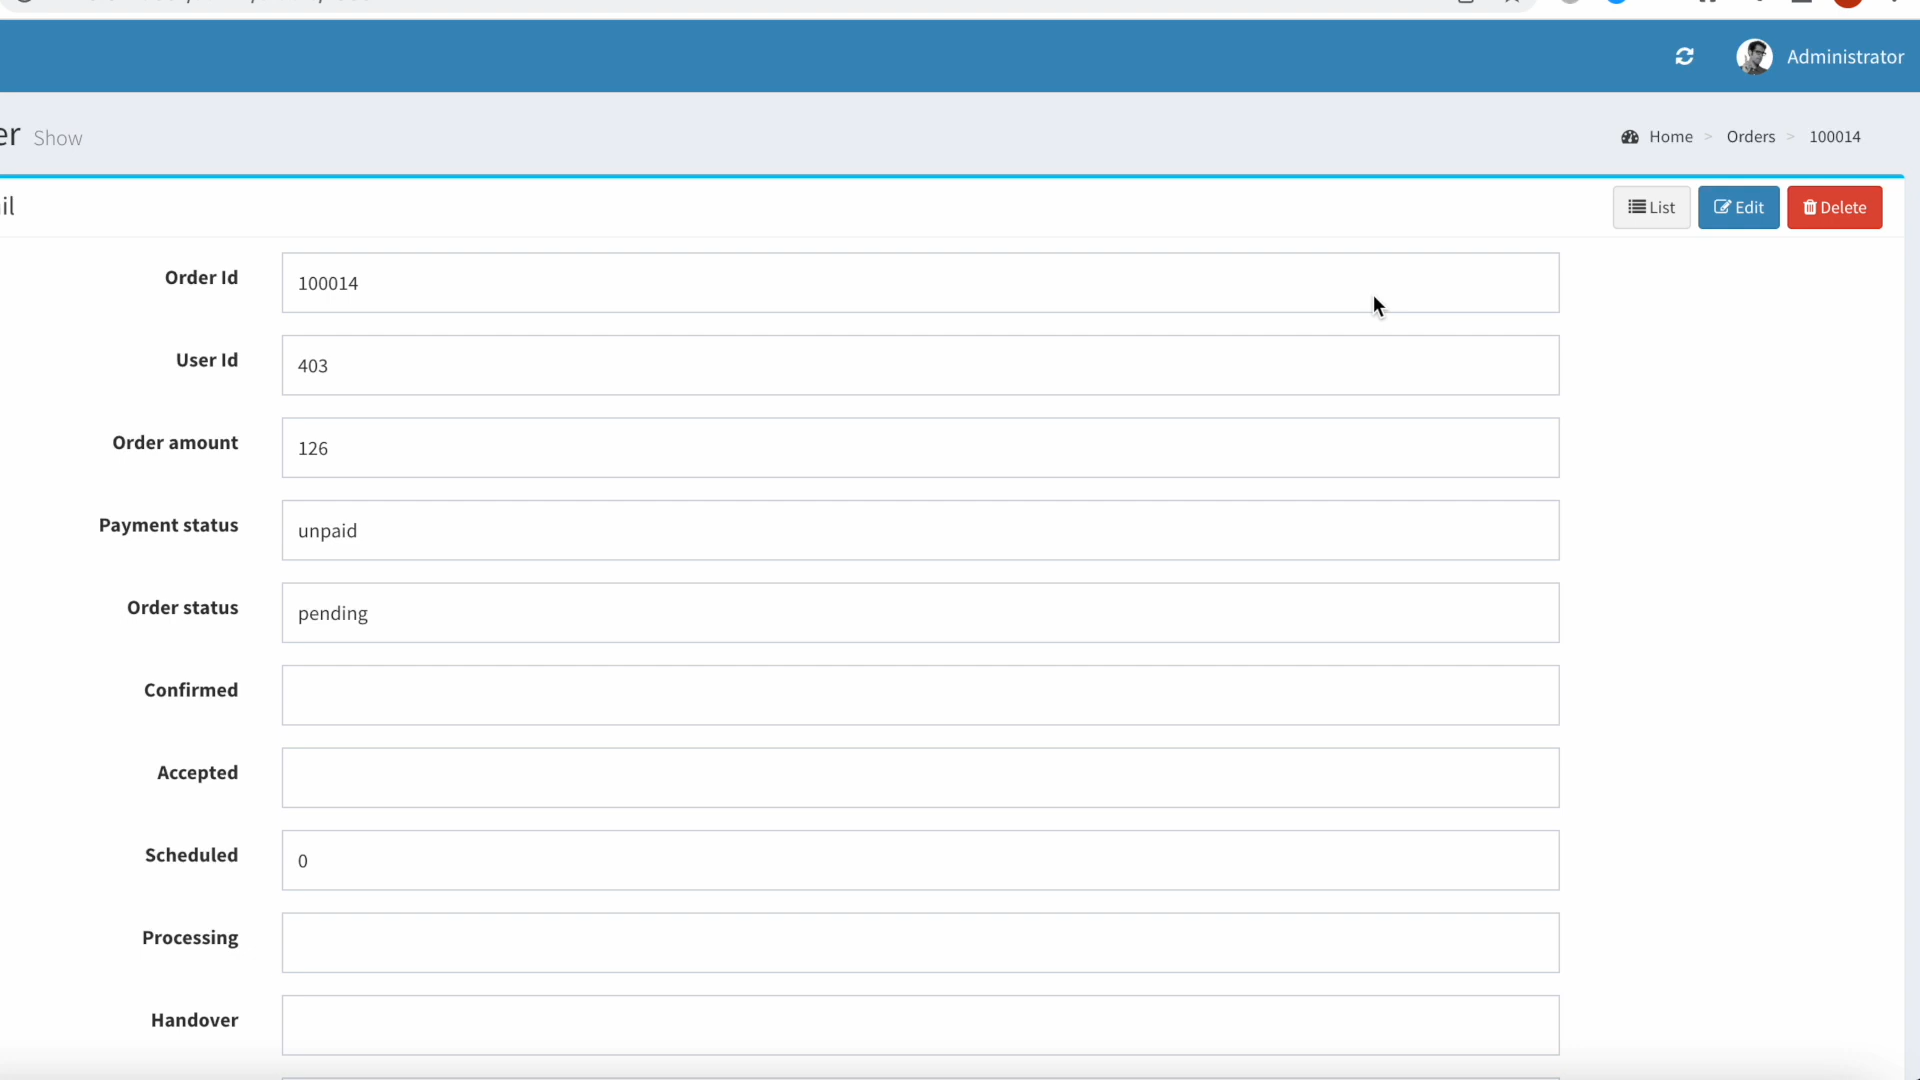 Administrator
er Show
Home > Orders > 100014
il
List Edit Delete
Order Id 100014
User Id 403
Order amount 126
Payment status unpaid
Order status pending
Confirmed
Accepted
Scheduled 0
Processing
Handover